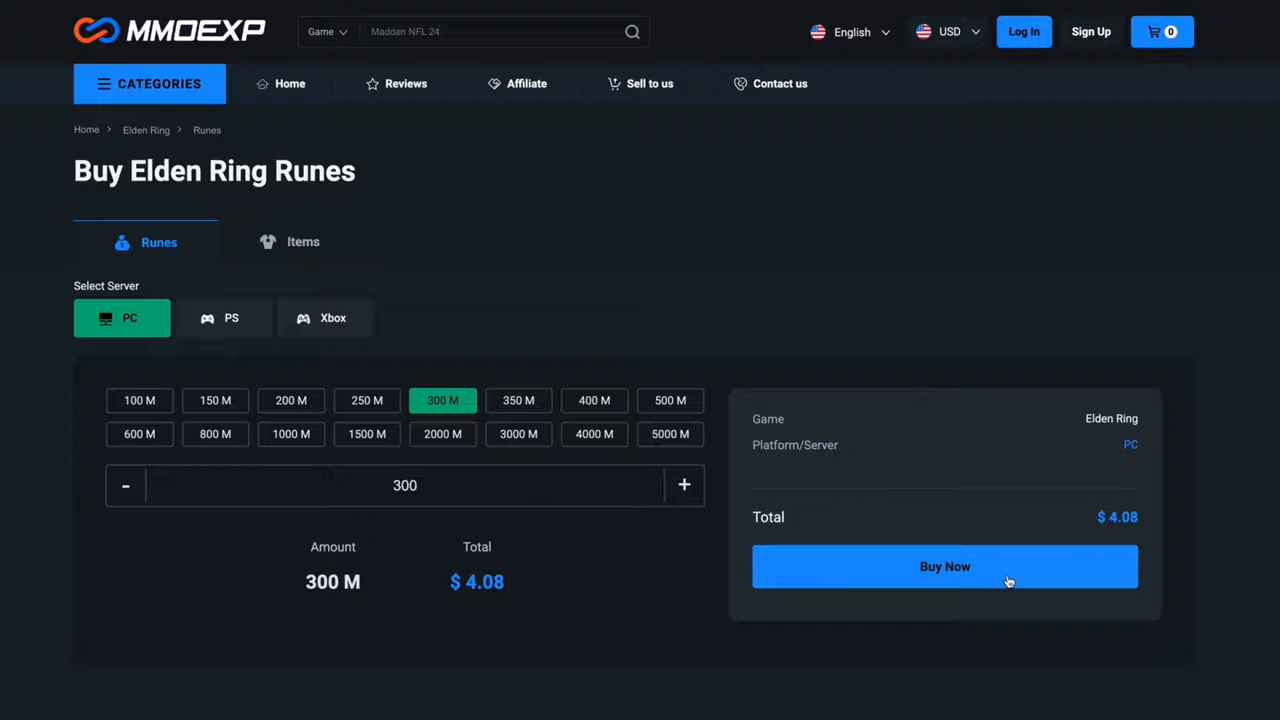 MMOEXP
Game
Madden NFL 24
English
USD
Log In
Sign Up
0
CATEGORIES
Home
Reviews
Affiliate
Sell to us
Contact us
Home > Elden Ring > Runes
Buy Elden Ring Runes
Runes
Items
Select Server
PC
PS
Xbox
100 M 150 M 200 M 250 M 300 M 350 M 400 M 500 M
600 M 800 M 1000 M 1500 M 2000 M 3000 M 4000 M 5000 M
- 300 +
Amount Total
300 M $ 4.08
Game Elden Ring
Platform/Server PC
Total $ 4.08
Buy Now